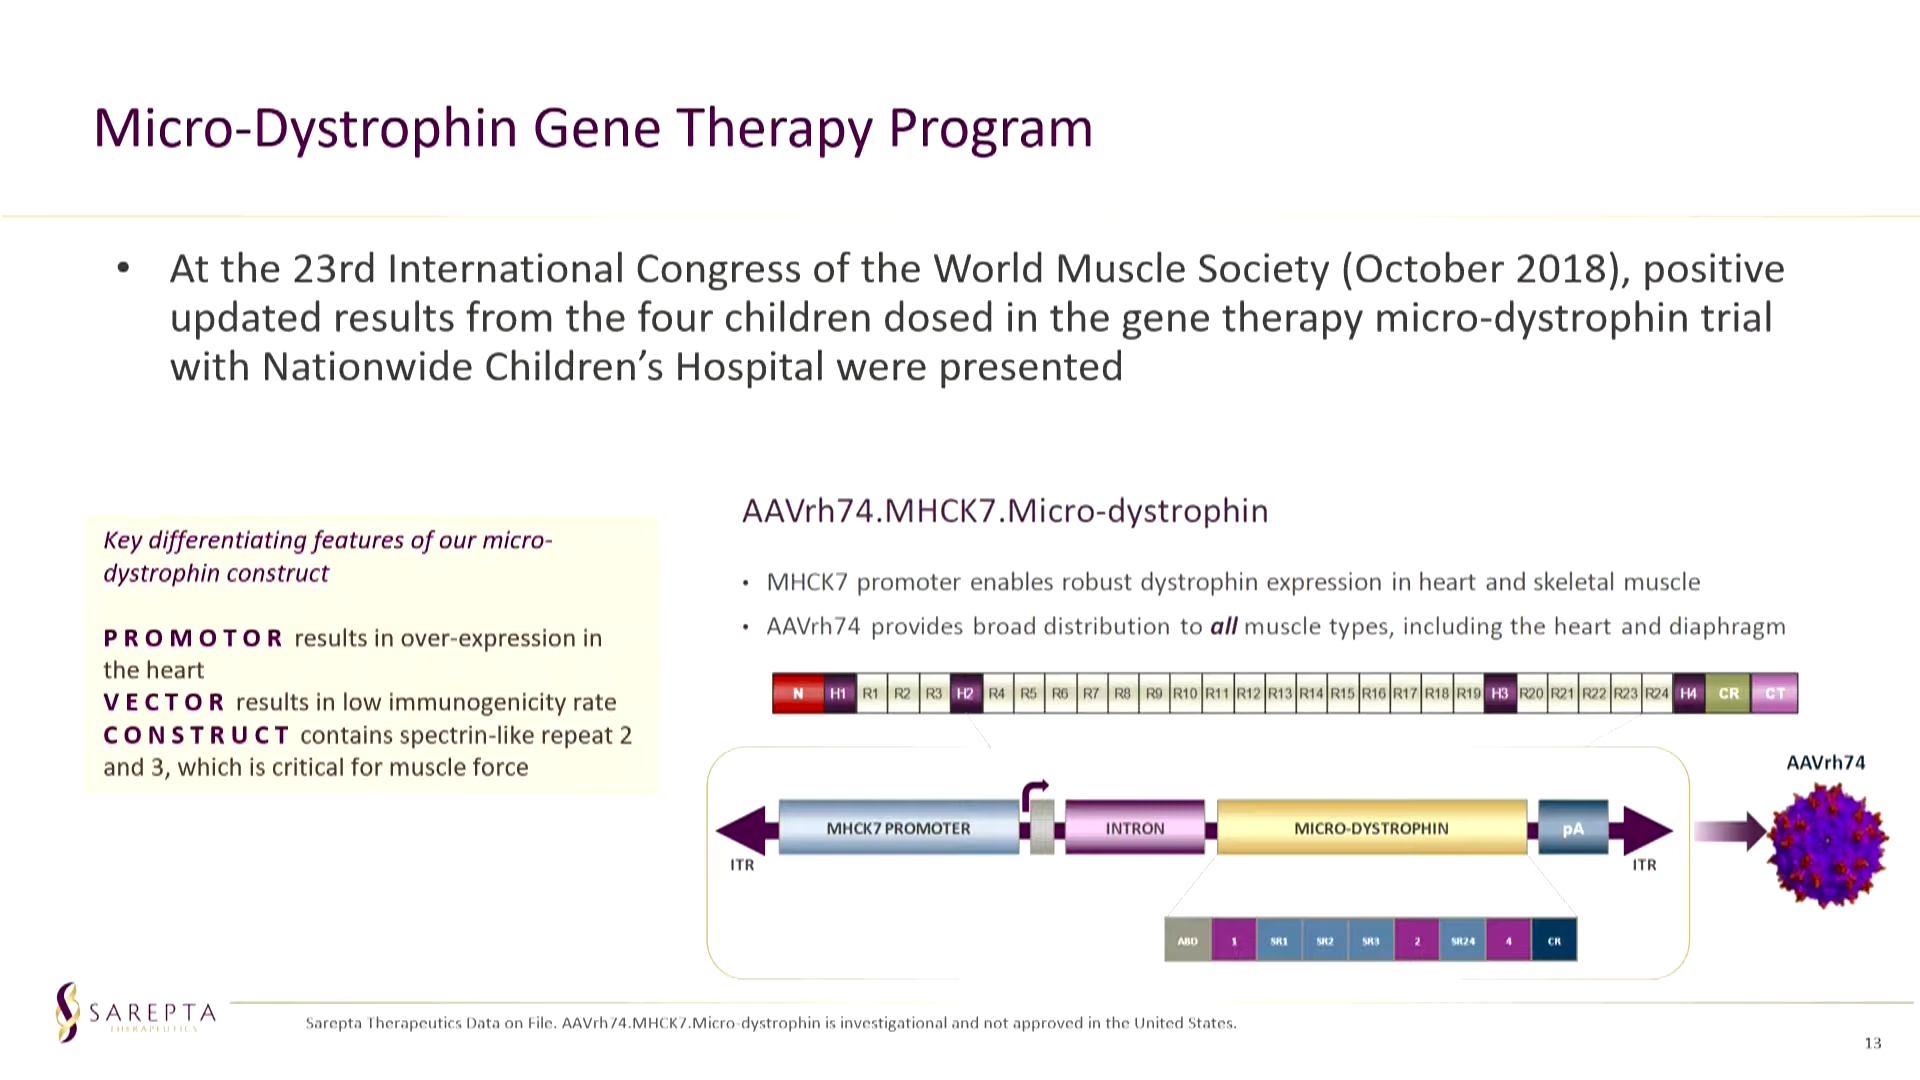 Micro-Dystrophin Gene Therapy Program
• At the 23rd International Congress of the World Muscle Society (October 2018), positive
updated results from the four children dosed in the gene therapy micro-dystrophin trial
with Nationwide Children's Hospital were presented
Key differentiating features of our micro-
dystrophin construct
PROMOTOR results in over-expression in
the heart
VECTOR results in low immunogenicity rate
CONSTRUCT contains spectrin-like repeat 2
and 3, which is critical for muscle force
AAVrh74.MHCK7.Micro-dystrophin
• MHCK7 promoter enables robust dystrophin expression in heart and skeletal muscle
• AAVrh74 provides broad distribution to all muscle types, including the heart and diaphragm
N H1 R1 R2 R3 H2 R4 R5 R6 R7 R8 R9 R10 R11 R12 R13 R14 R15 R16 R17 R18 R19 H3 R20 R21 R22 R23 R24 H4 CR CT
AAVrh74
MHCK7 PROMOTER INTRON MICRO-DYSTROPHIN pA
ITR ITR
ABD 1 SR1 SR2 SR3 2 SR24 4 CR
SAREPTA
THERAPEUTICS
Sarepta Therapeutics Data on File. AAVrh74.MHCK7.Micro-dystrophin is investigational and not approved in the United States.
13